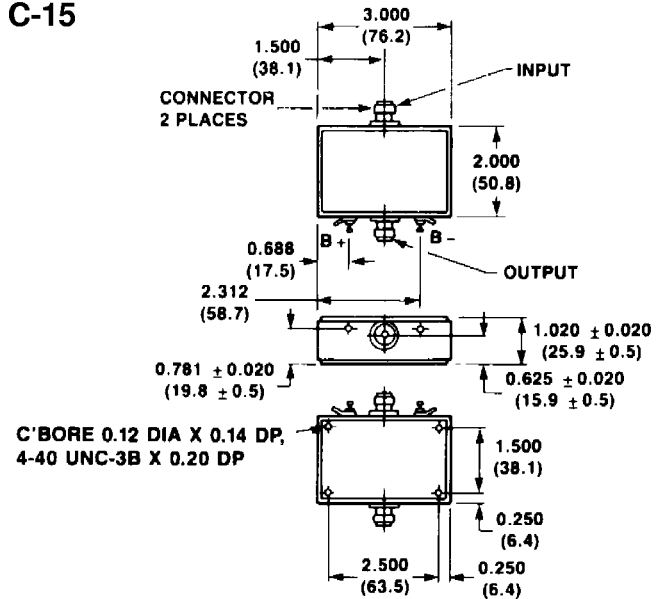 C-15
3.000
(76.2)
1.500
(38.1)
INPUT
CONNECTOR
2 PLACES
2.000
(50.8)
B +
B -
0.688
(17.5)
OUTPUT
2.312
(58.7)
1.020 ± 0.020
(25.9 ± 0.5)
0.781 ± 0.020
(19.8 ± 0.5)
0.625 ± 0.020
(15.9 ± 0.5)
C'BORE 0.12 DIA X 0.14 DP,
4-40 UNC-3B X 0.20 DP
1.500
(38.1)
0.250
(6.4)
2.500
(63.5)
0.250
(6.4)